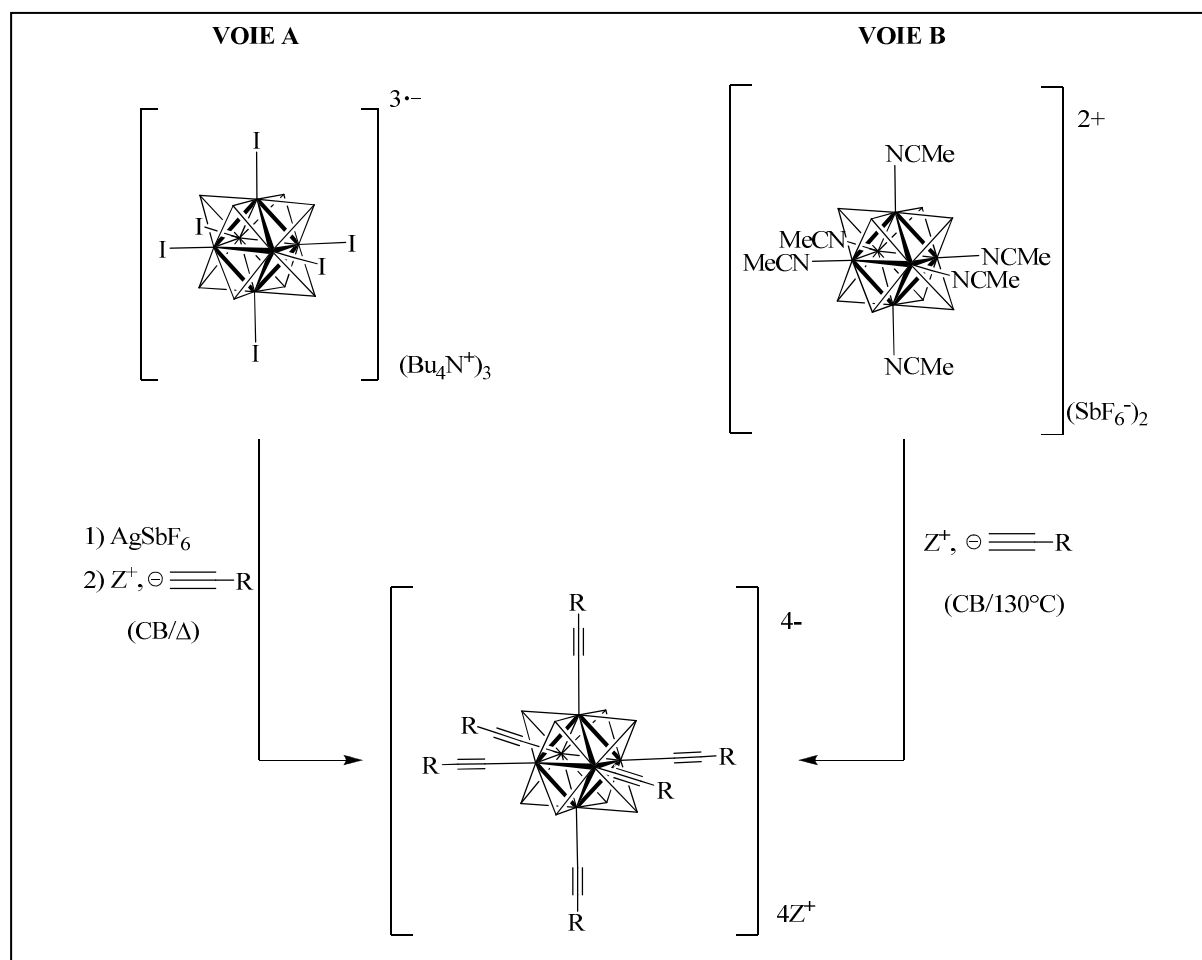 VOIE A
VOIE B
3•−
I
I
I
I
I
I
(Bu4N+)3
2+
NCMe
MeCN
MeCN
NCMe
NCMe
NCMe
(SbF6-)2
1) AgSbF6
2) Z+, ⊖ R
(CB/Δ)
Z+, ⊖ R
(CB/130°C)
4-
R
R
R
R
R
R
4Z+